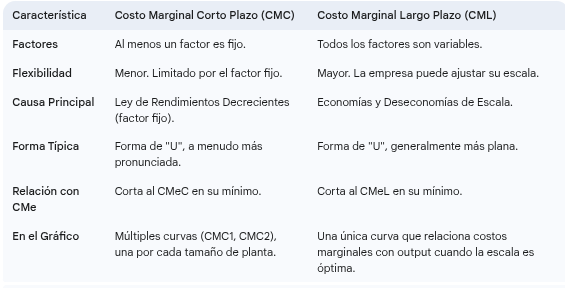 Característica Costo Marginal Corto Plazo (CMC) Costo Marginal Largo Plazo (CML)
Factores Al menos un factor es fijo. Todos los factores son variables.
Flexibilidad Menor. Limitado por el factor fijo. Mayor. La empresa puede ajustar su escala.
Causa Principal Ley de Rendimientos Decrecientes Economías y Deseconomías de Escala.
(factor fijo).
Forma Típica Forma de "U", a menudo más Forma de "U", generalmente más plana.
pronunciada.
Relación con Corta al CMeC en su mínimo. Corta al CMeL en su mínimo.
CMe
En el Gráfico Múltiples curvas (CMC1, CMC2), Una única curva que relaciona costos
una por cada tamaño de planta. marginales con output cuando la escala es
óptima.